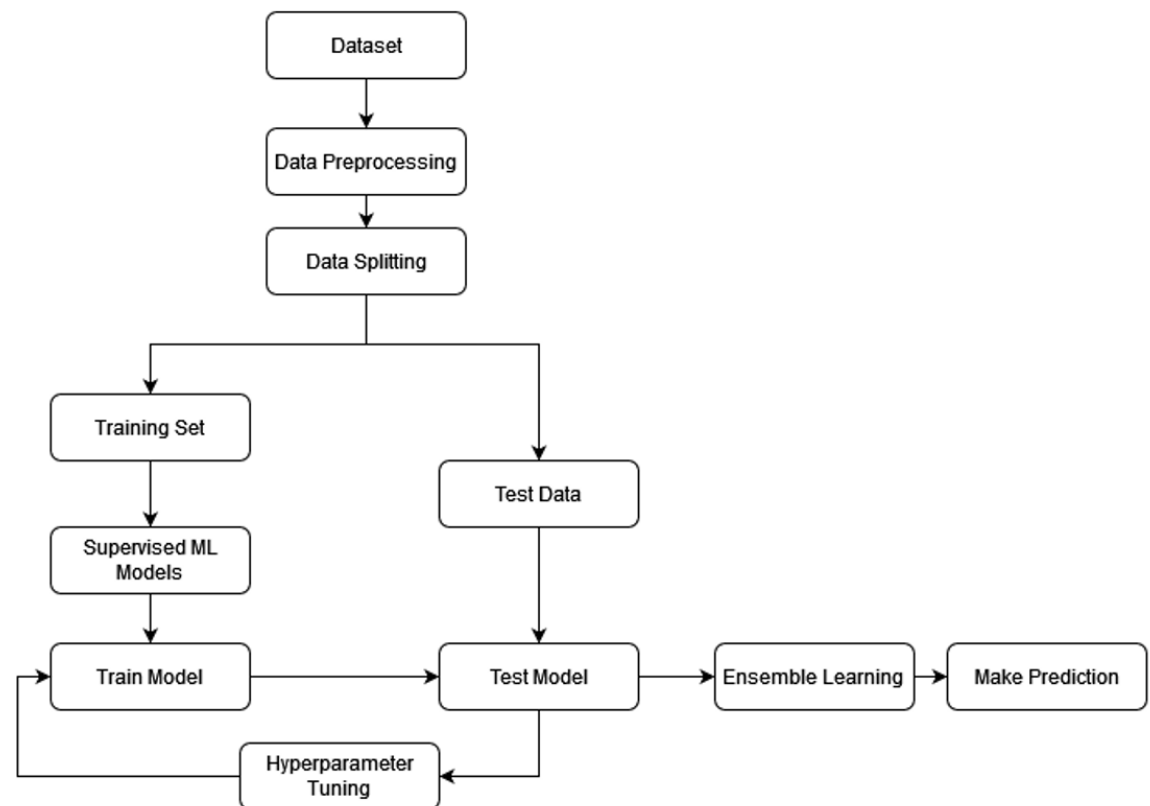 Dataset
Data Preprocessing
Data Splitting
Training Set
Test Data
Supervised ML
Models
Train Model
Test Model
Ensemble Learning
Make Prediction
Hyperparameter
Tuning